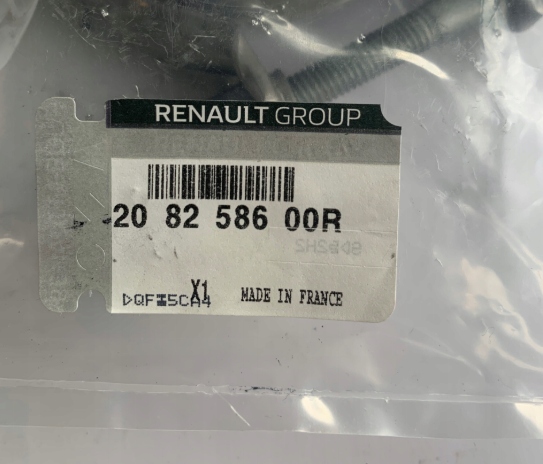 RENAULT GROUP
20 82 586 00R
X1 MADE IN FRANCE